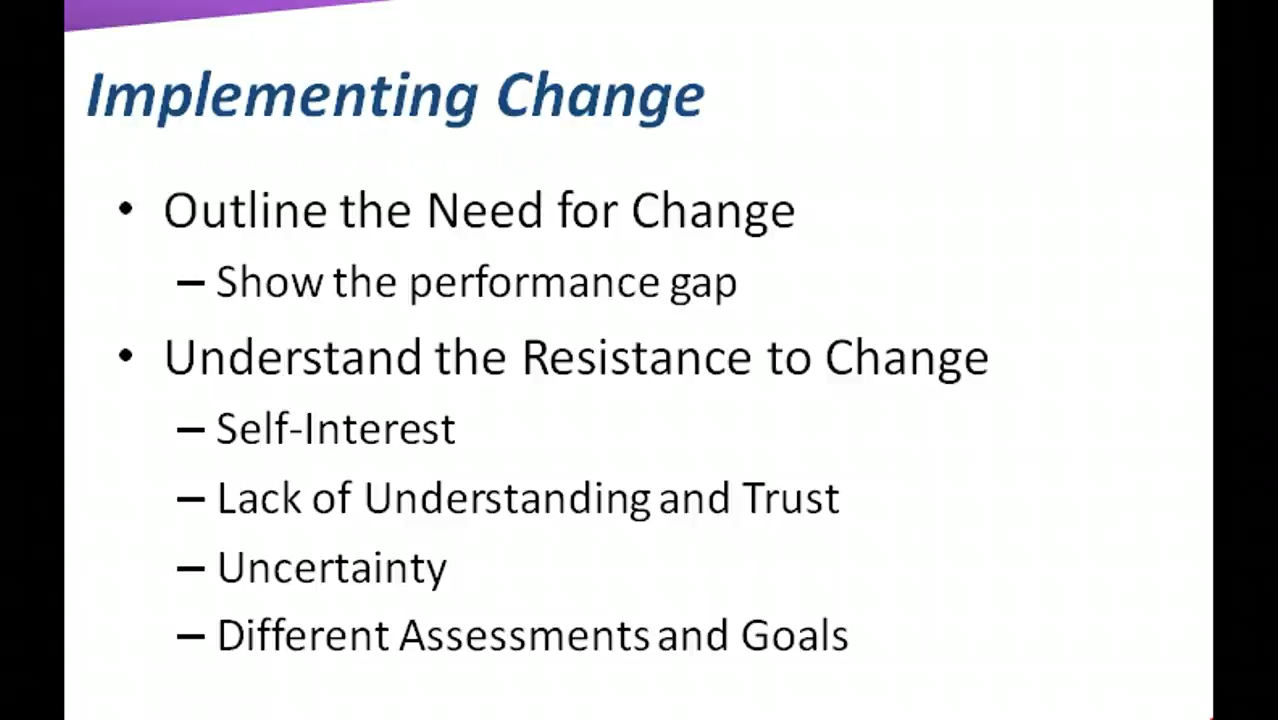 Implementing Change
• Outline the Need for Change
– Show the performance gap
• Understand the Resistance to Change
– Self-Interest
– Lack of Understanding and Trust
– Uncertainty
– Different Assessments and Goals